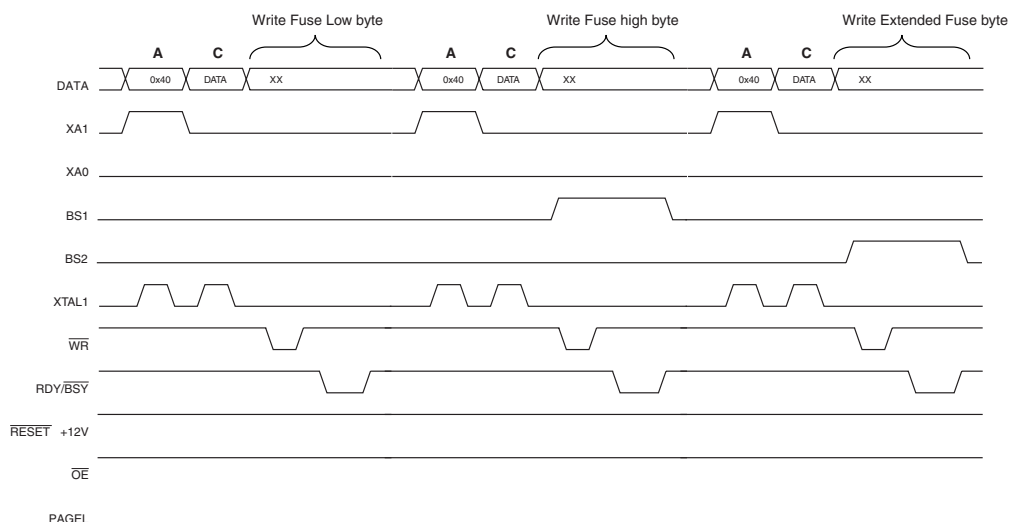 Write Fuse Low byte Write Fuse high byte Write Extended Fuse byte
A C A C A C
DATA 0x40 DATA XX 0x40 DATA XX 0x40 DATA XX
XA1
XA0
BS1
BS2
XTAL1
WR
RDY/BSY
RESET +12V
OE
PAGEL